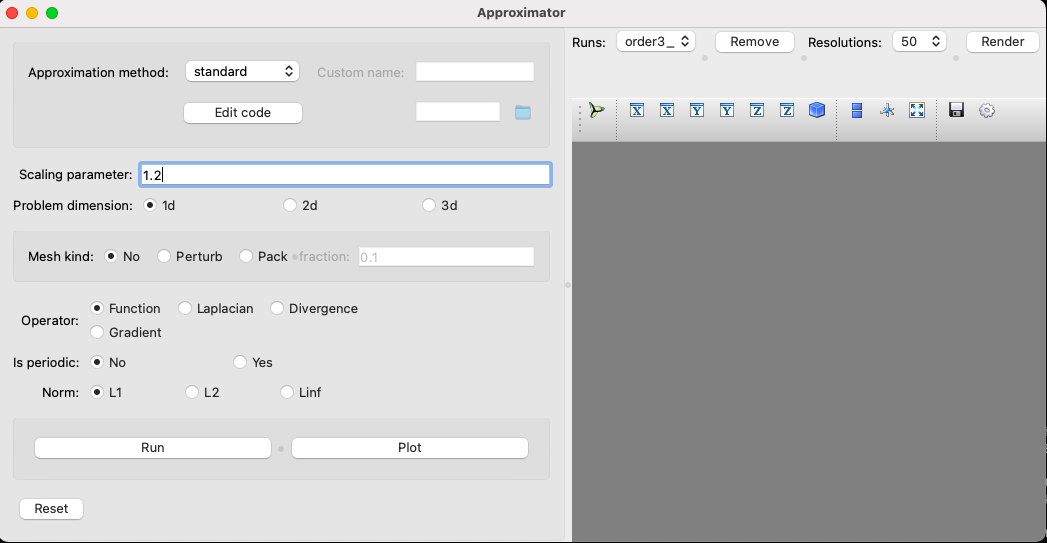 Approximator
Approximation method: standard Custom name:
Edit code
Scaling parameter: 1.2
Problem dimension: 1d 2d 3d
Mesh kind: No Perturb Pack fraction: 0.1
Operator: Function Laplacian Divergence
Gradient
Is periodic: No Yes
Norm: L1 L2 Linf
Run Plot
Reset
Runs: order3_ Remove Resolutions: 50 Render
X X Y Y Z Z